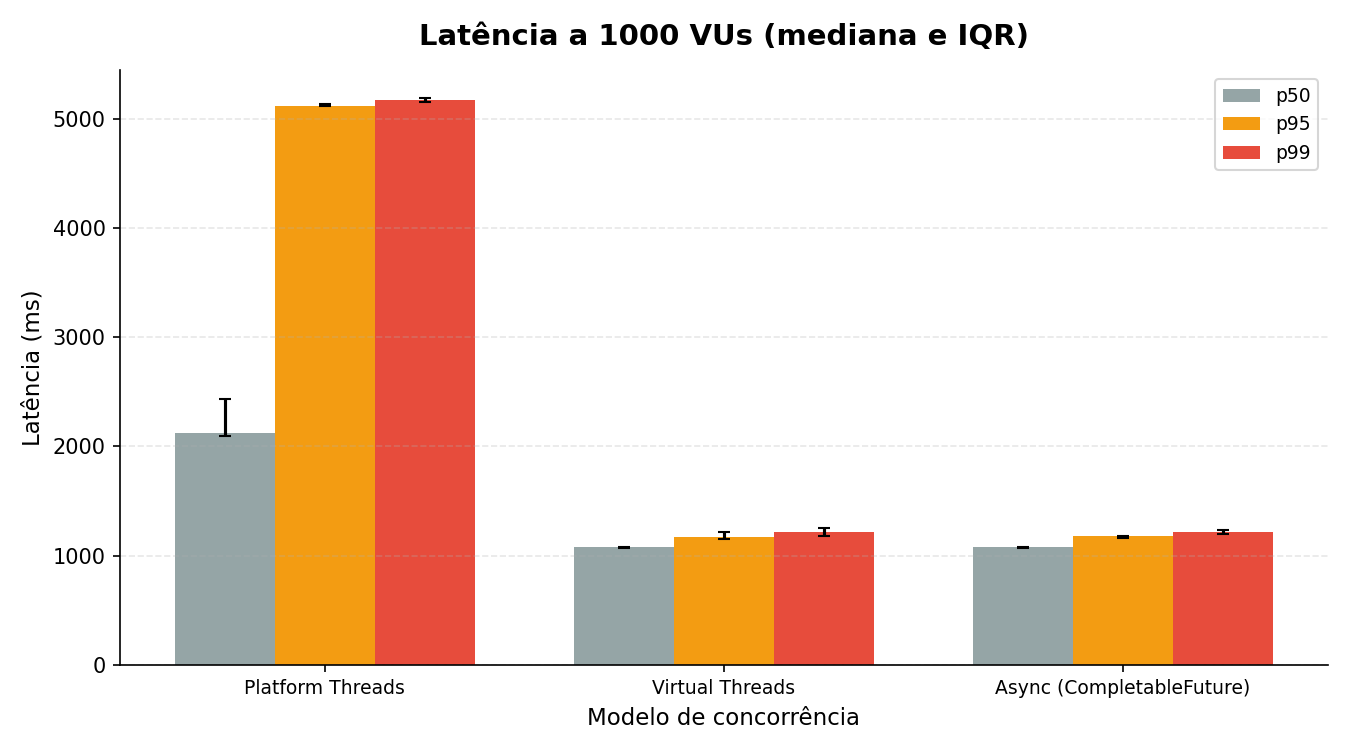 Latência a 1000 VUs (mediana e IQR)
p50
p95
p99
Latência (ms)
5000
4000
3000
2000
1000
0
Platform Threads
Virtual Threads
Async (CompletableFuture)
Modelo de concorrência